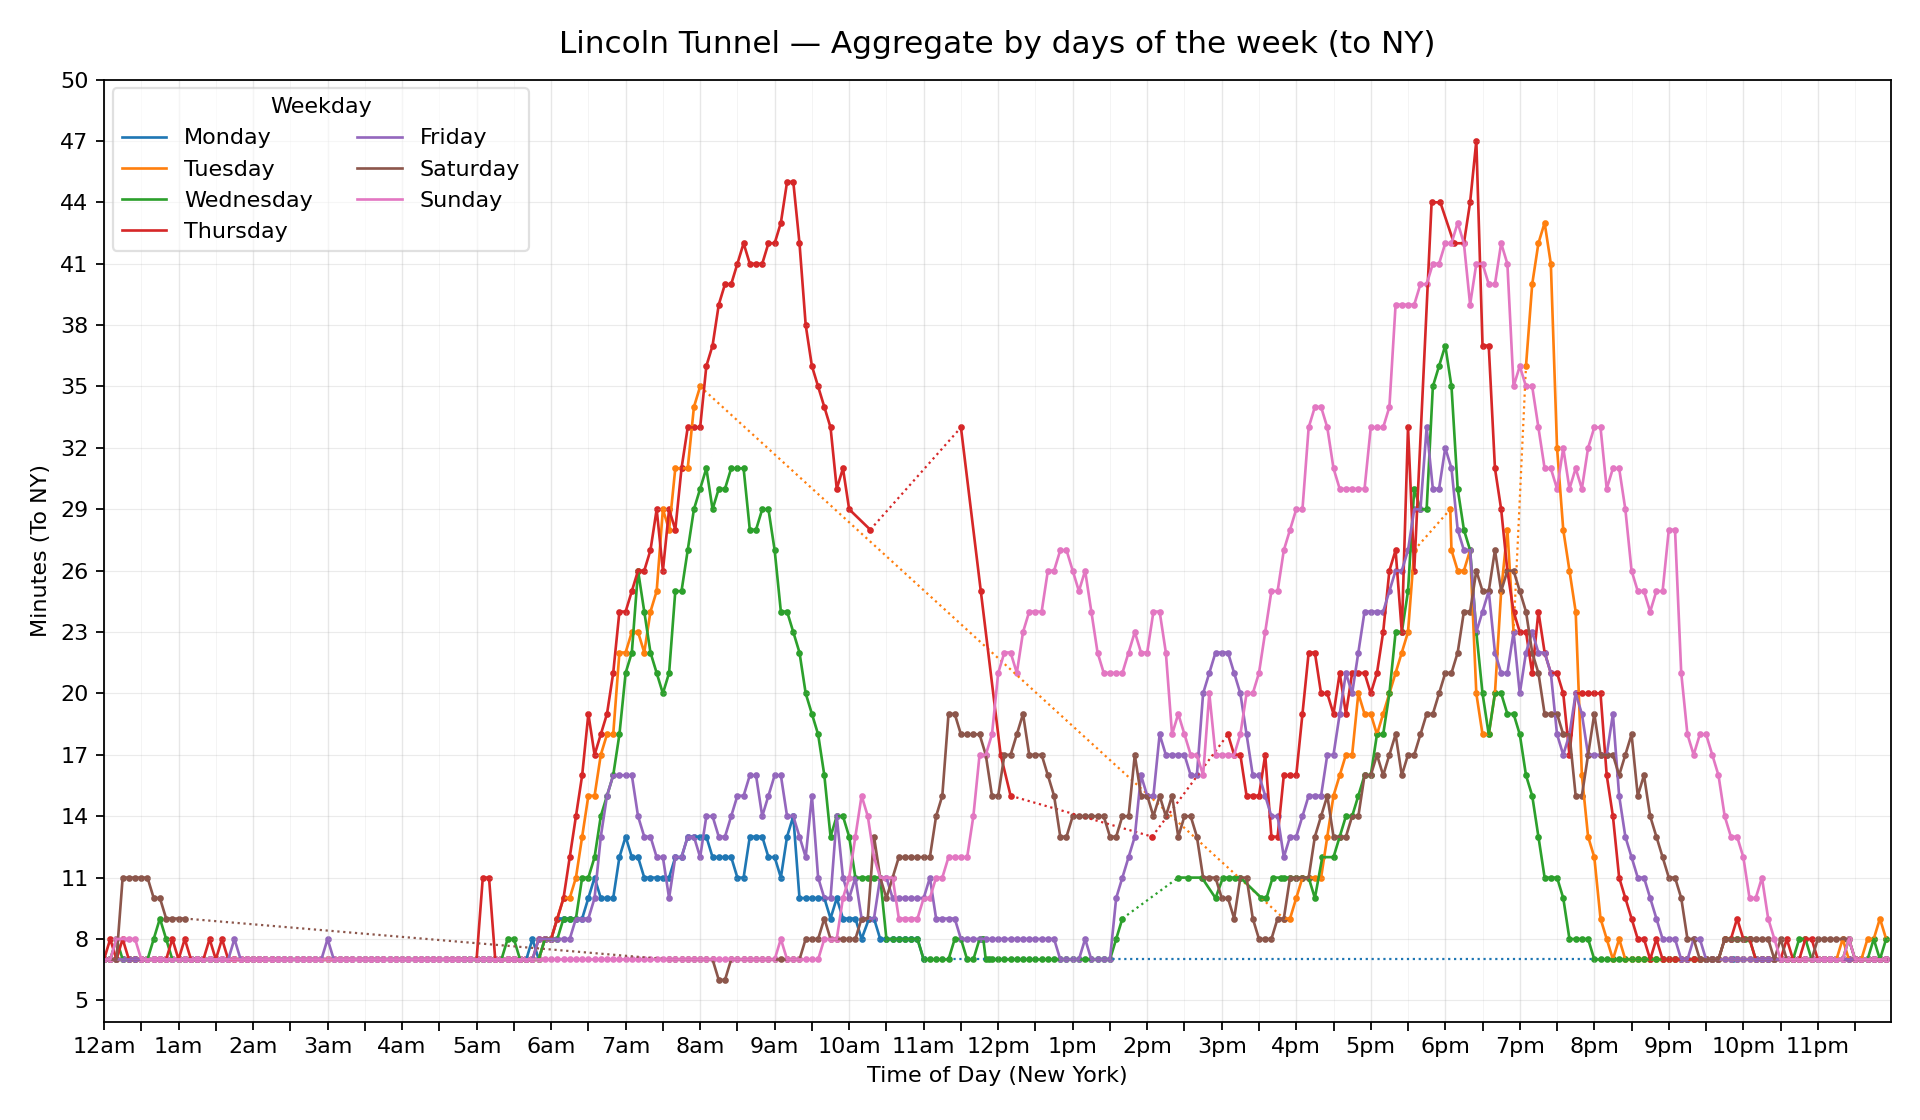 Lincoln Tunnel — Aggregate by days of the week (to NY)
Weekday
Monday
Tuesday
Wednesday
Thursday
Friday
Saturday
Sunday
Minutes (To NY)
50
47
44
41
38
35
32
29
26
23
20
17
14
11
8
5
12am 1am 2am 3am 4am 5am 6am 7am 8am 9am 10am 11am 12pm 1pm 2pm 3pm 4pm 5pm 6pm 7pm 8pm 9pm 10pm 11pm
Time of Day (New York)